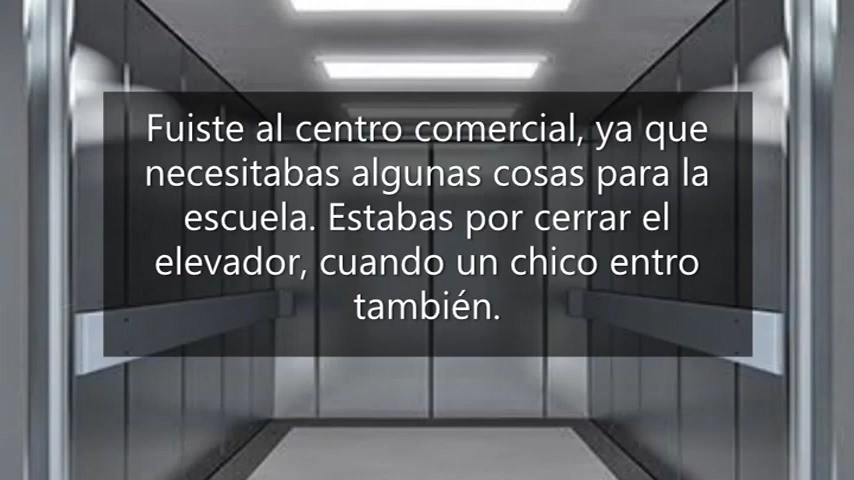 Fuiste al centro comercial, ya que
necesitabas algunas cosas para la
escuela. Estabas por cerrar el
elevador, cuando un chico entro
también.